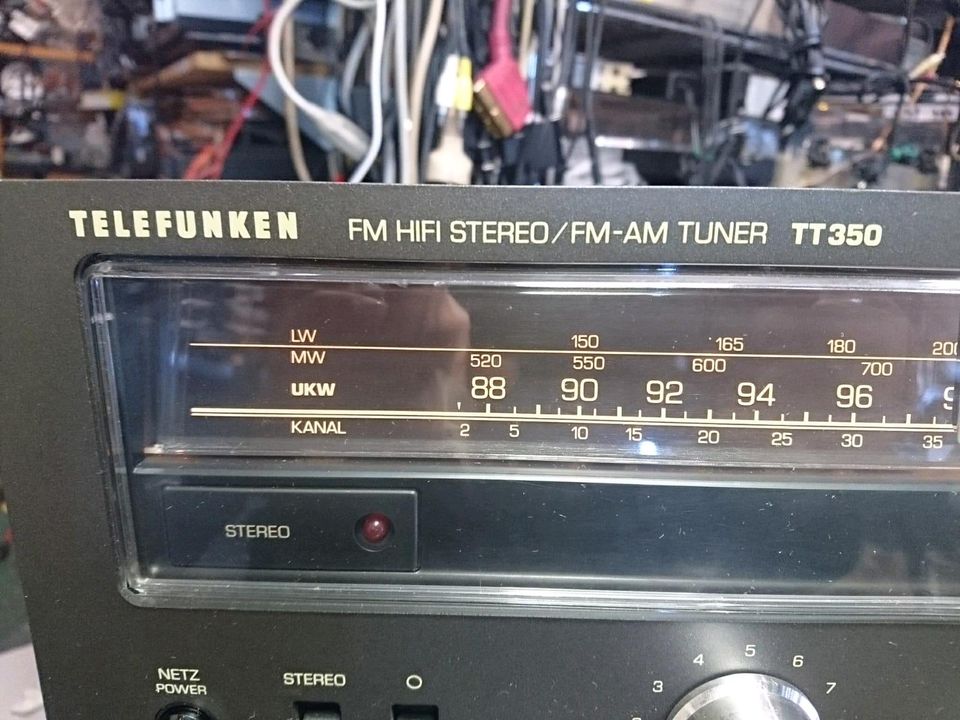 TELEFUNKEN FM HIFI STEREO/FM-AM TUNER TT350
LW 150 165 180 200
MW 520 550 600 700
UKW 88 90 92 94 96
KANAL 2 5 10 15 20 25 30 35
STEREO
NETZ
POWER
STEREO
3 4 5 6 7